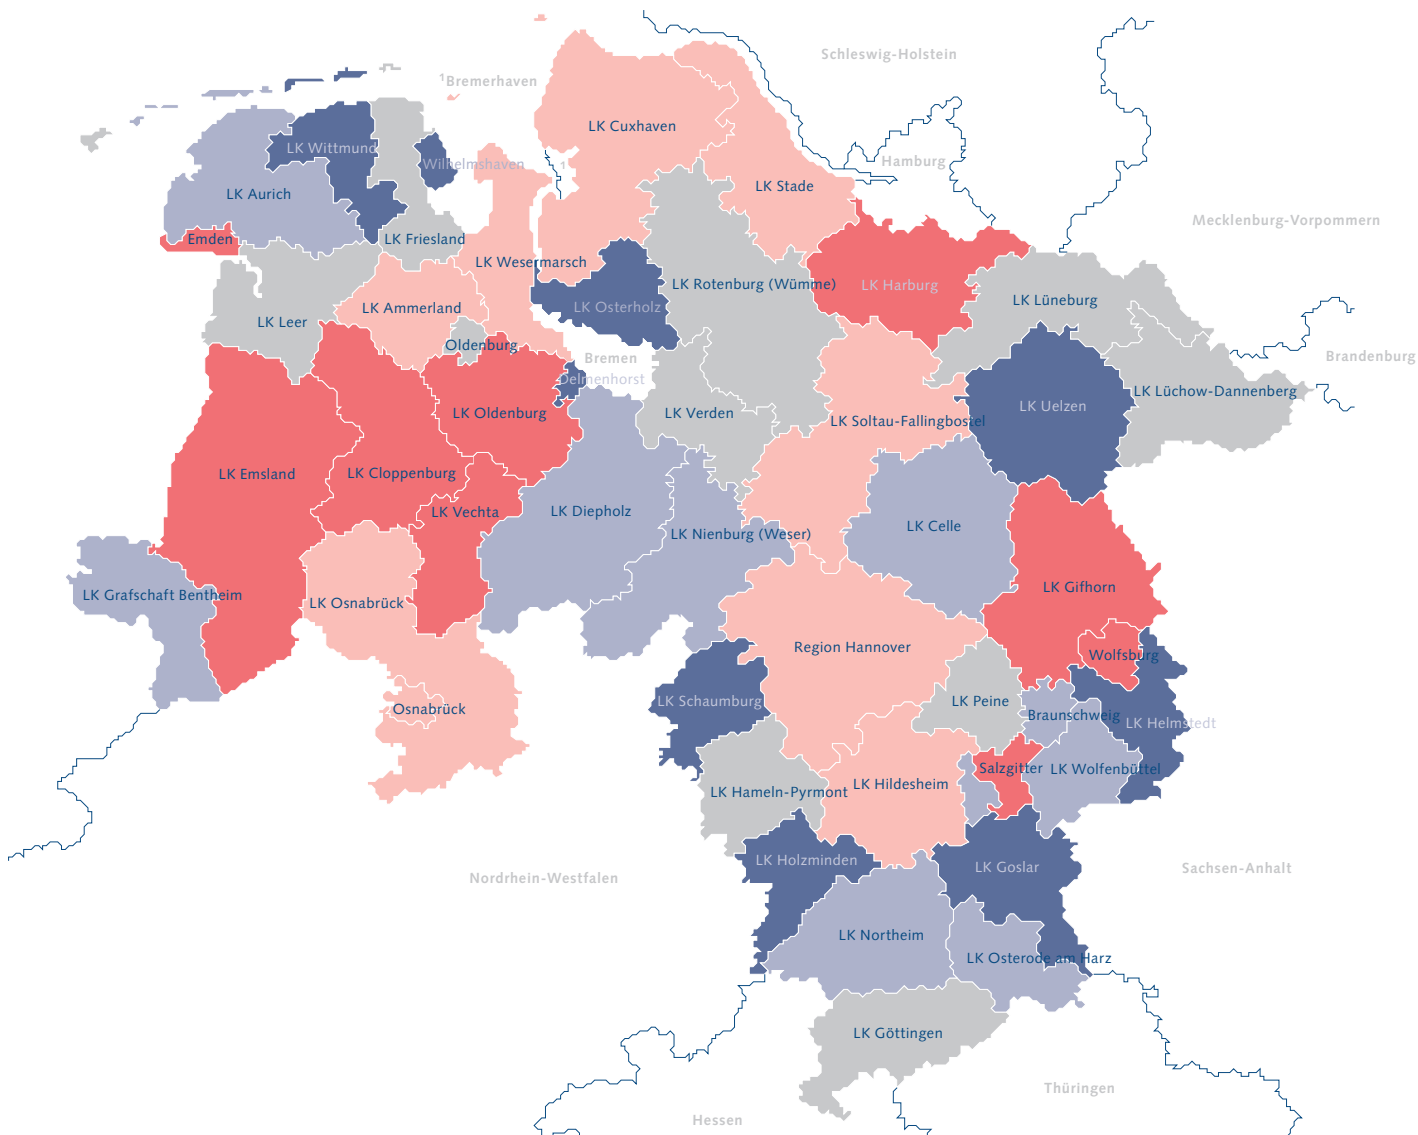 Schleswig-Holstein
¹Bremerhaven
LK Cuxhaven
LK Wittmund
Wilhelmshaven
1
Hamburg
LK Aurich
LK Stade
Mecklenburg-Vorpommern
Emden
LK Friesland
LK Wesermarsch
LK Rotenburg (Wümme)
LK Harburg
LK Lüneburg
LK Ammerland
LK Osterholz
LK Leer
Oldenburg
Bremen
Brandenburg
Delmenhorst
LK Lüchow-Dannenberg
LK Oldenburg
LK Verden
LK Uelzen
LK Soltau-Fallingbostel
LK Emsland
LK Cloppenburg
LK Vechta
LK Diepholz
LK Celle
LK Nienburg (Weser)
LK Gifhorn
LK Grafschaft Bentheim
LK Osnabrück
Region Hannover
Wolfsburg
LK Schaumburg
LK Peine
Osnabrück
Braunschweig
LK Helmstedt
Salzgitter
LK Wolfenbüttel
LK Hildesheim
LK Hameln-Pyrmont
LK Holzminden
LK Goslar
Sachsen-Anhalt
Nordrhein-Westfalen
LK Northeim
LK Osterode am Harz
LK Göttingen
Thüringen
Hessen